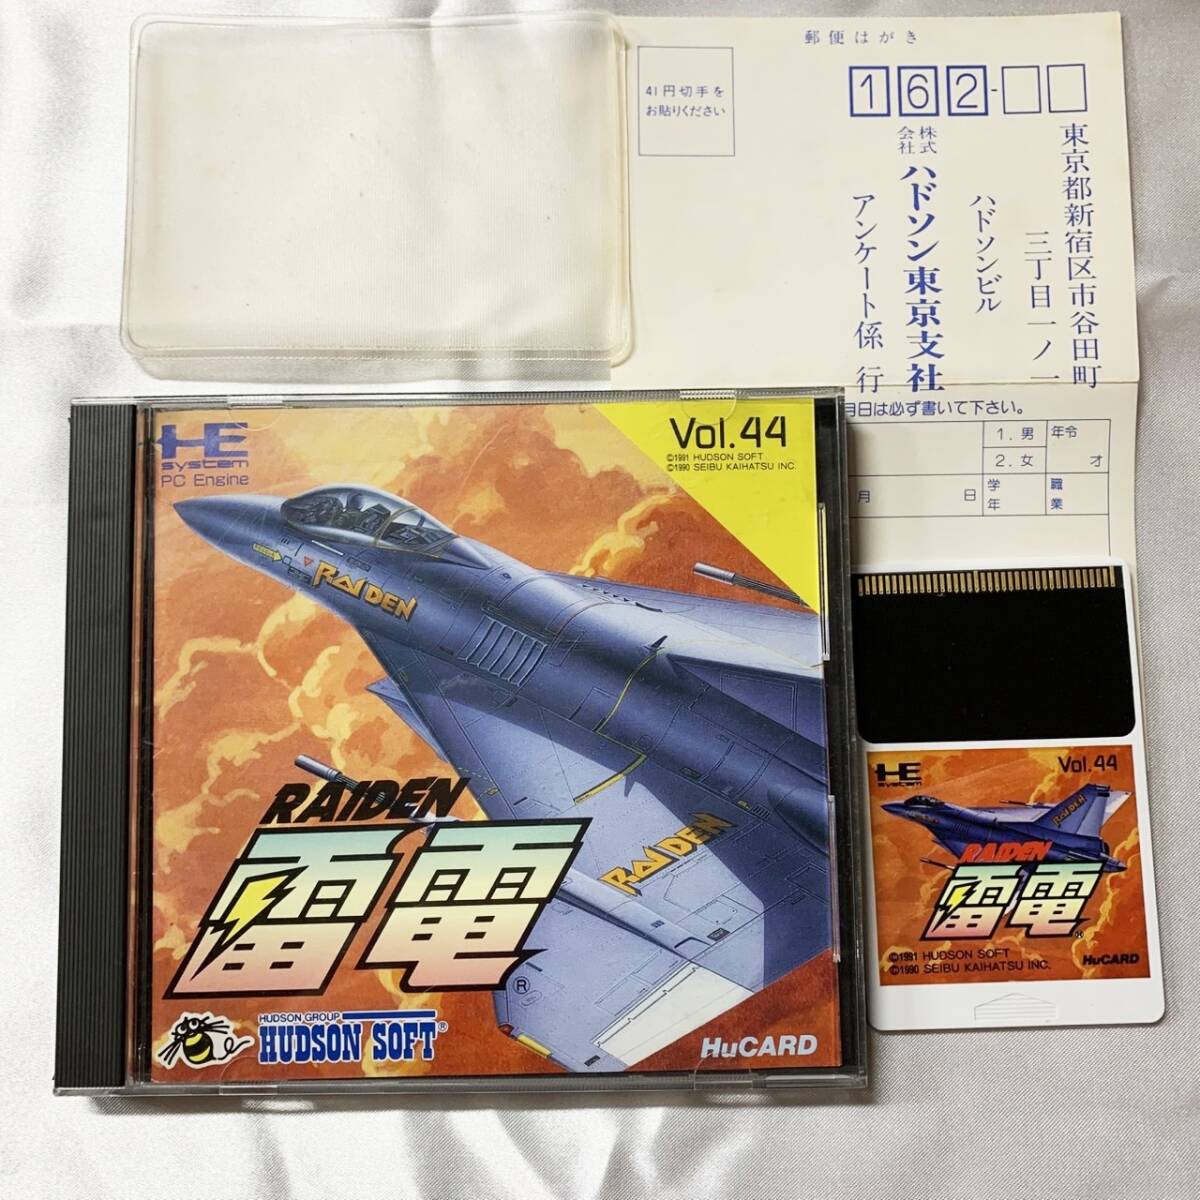 郵便はがき
41円切手を
お貼りください
162-
東京都新宿区市谷田町
三丁目一ノ一
ハドソンビル
株式会社 ハドソン東京支社
アンケート係 行
月日は必ず書いて下さい。
1. 男
2. 女
年令
才
月 日
学年
職業
HE
system
PC Engine
Vol.44
©1991 HUDSON SOFT
©1990 SEIBU KAIHATSU INC.
RAIDEN
RAIDEN
RAIDEN
雷電®
HUDSON GROUP
HUDSON SOFT®
HuCARD
HE
system
Vol.44
RAIDEN
RAIDEN
雷電®
©1991 HUDSON SOFT
©1990 SEIBU KAIHATSU INC.
HuCARD